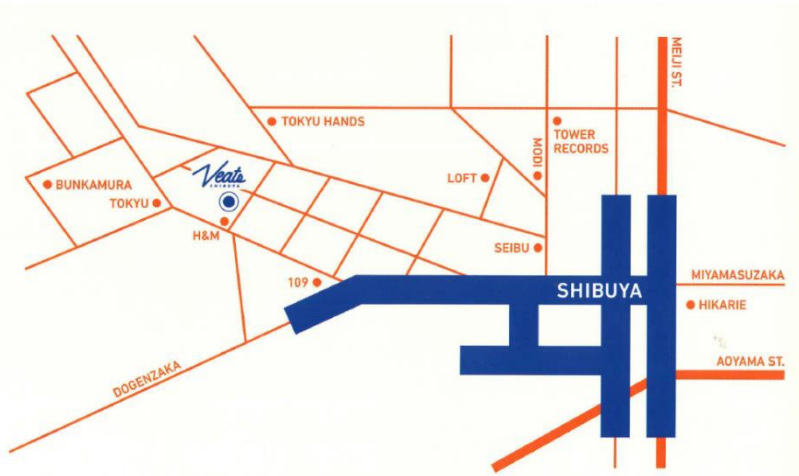 MEIJI ST.
TOKYU HANDS
TOWER
RECORDS
MODI
LOFT
Veats
SHIBUYA
BUNKAMURA
TOKYU
H&M
SEIBU
109
SHIBUYA
MIYAMASUZAKA
HIKARIE
AOYAMA ST.
DOGENZAKA